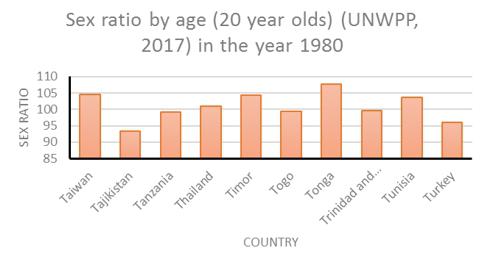 Sex ratio by age (20 year olds) (UNWPP,
2017) in the year 1980
SEX RATIO
110
105
100
95
90
85
Taiwan
Tajikistan
Tanzania
Thailand
Timor
Togo
Tonga
Trinidad and...
Tunisia
Turkey
COUNTRY